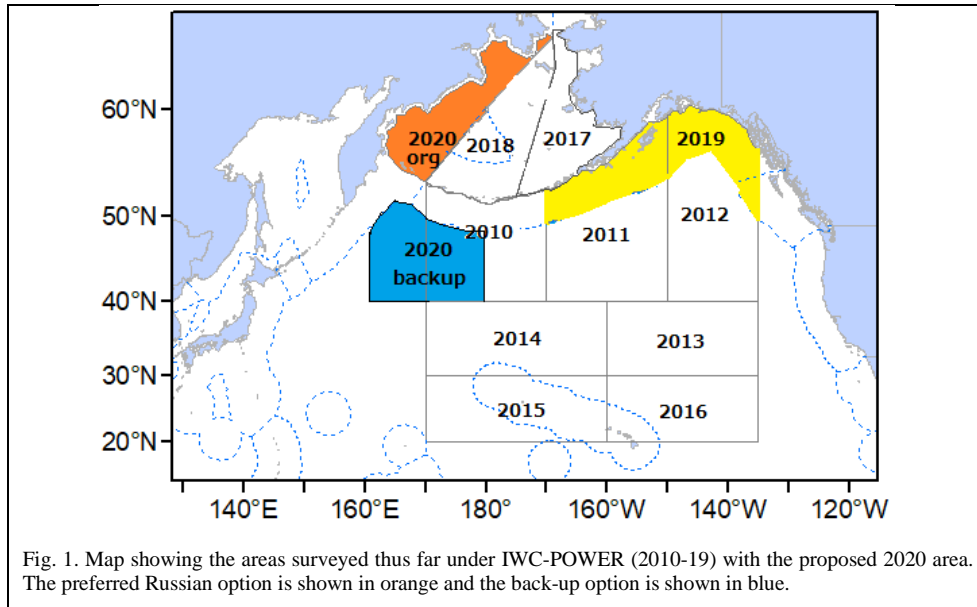 60°N
50°N
40°N
30°N
20°N
2020
org
2018
2017
2019
2020
backup
2010
2011
2012
2014
2013
2015
2016
140°E
160°E
180°
160°W
140°W
120°W
Fig. 1. Map showing the areas surveyed thus far under IWC-POWER (2010-19) with the proposed 2020 area.
The preferred Russian option is shown in orange and the back-up option is shown in blue.